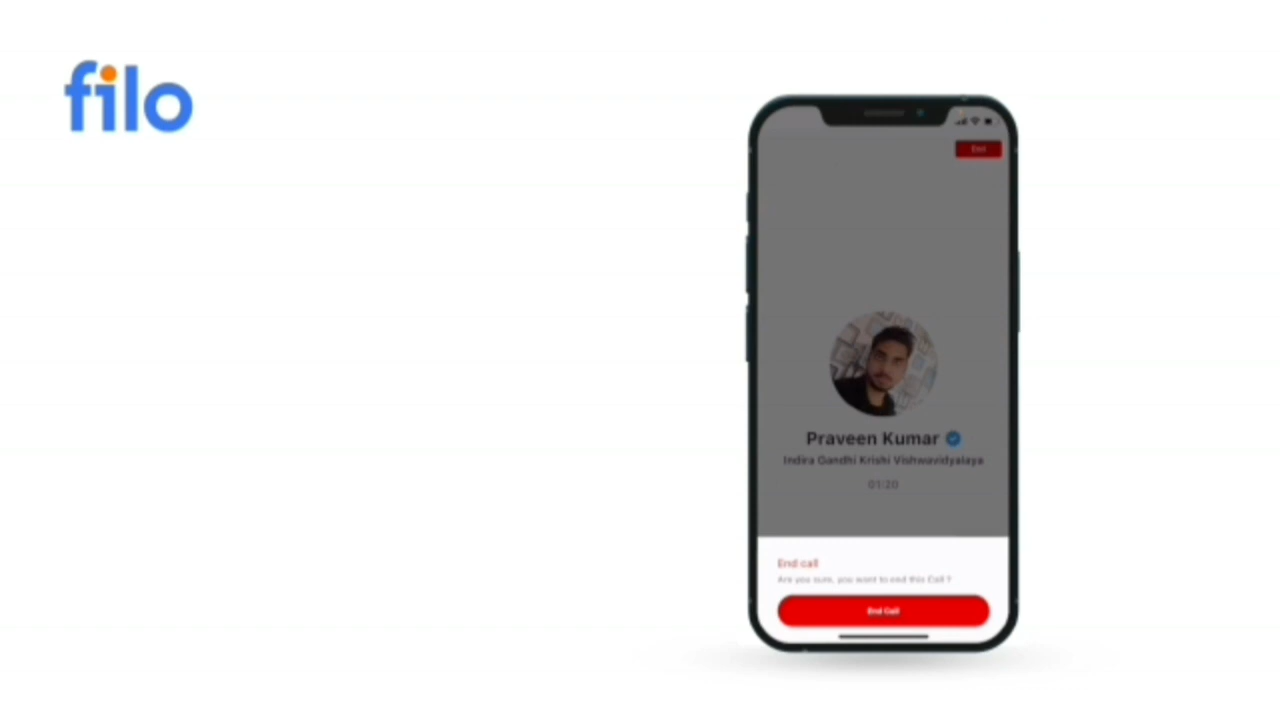 filo
End
Praveen Kumar
Indira Gandhi Krishi Vishwavidyalaya
01:20
End call
Are you sure, you want to end this Call ?
End Call